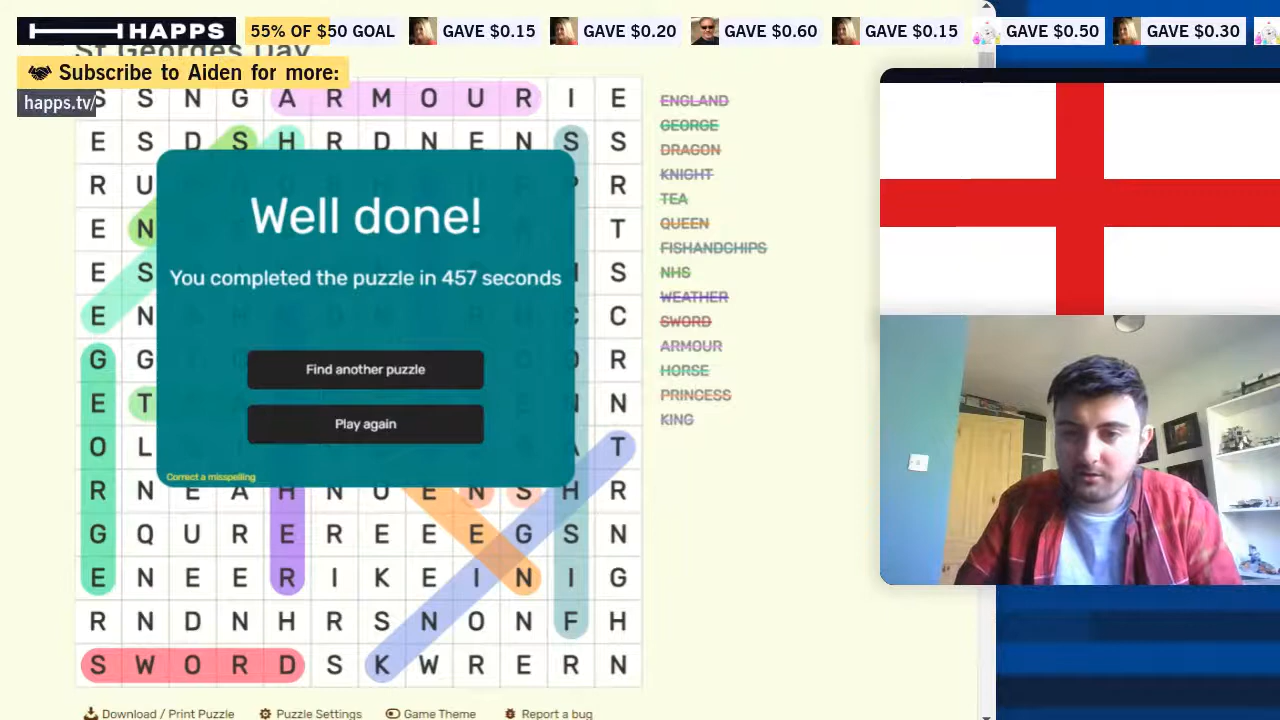 HAPPS 55% OF $50 GOAL GAVE $0.15 GAVE $0.20 GAVE $0.60 GAVE $0.15 GAVE $0.50 GAVE $0.30
St Georges Day
Subscribe to Aiden for more:
happs.tv/
S S N G A R M O U R I E
E S D S H R D N E N S S
R U R
E N T
E S S
E N C
G G R
E T N
O L T
R N E A H N U E N S H R
G Q U R E R E E E G S N
E N E E R I K E I N I G
R N D N H R S N O N F H
S W O R D S K W R E R N
Well done!
You completed the puzzle in 457 seconds
Find another puzzle
Play again
Correct a misspelling
ENGLAND
GEORGE
DRAGON
KNIGHT
TEA
QUEEN
FISHANDCHIPS
NHS
WEATHER
SWORD
ARMOUR
HORSE
PRINCESS
KING
Download / Print Puzzle Puzzle Settings Game Theme Report a bug